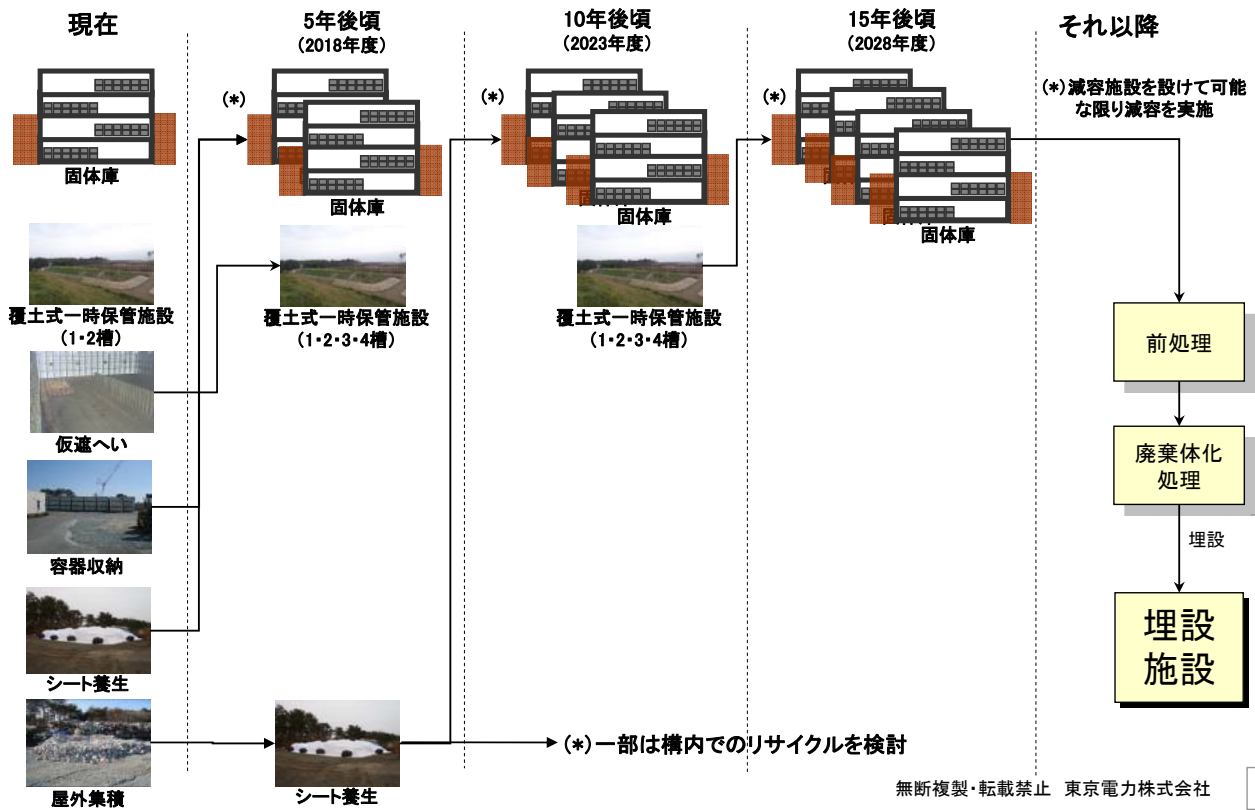 現在
5年後頃
(2018年度)
10年後頃
(2023年度)
15年後頃
(2028年度)
それ以降
(*)
(*)
(*)
(*)減容施設を設けて可能
な限り減容を実施
固体庫
固体庫
固体庫
固体庫
覆土式一時保管施設
(1・2槽)
覆土式一時保管施設
(1・2・3・4槽)
覆土式一時保管施設
(1・2・3・4槽)
前処理
仮遮へい
廃棄体化
処理
容器収納
埋設
埋設
施設
シート養生
屋外集積
シート養生
(*)一部は構内でのリサイクルを検討
無断複製・転載禁止 東京電力株式会社